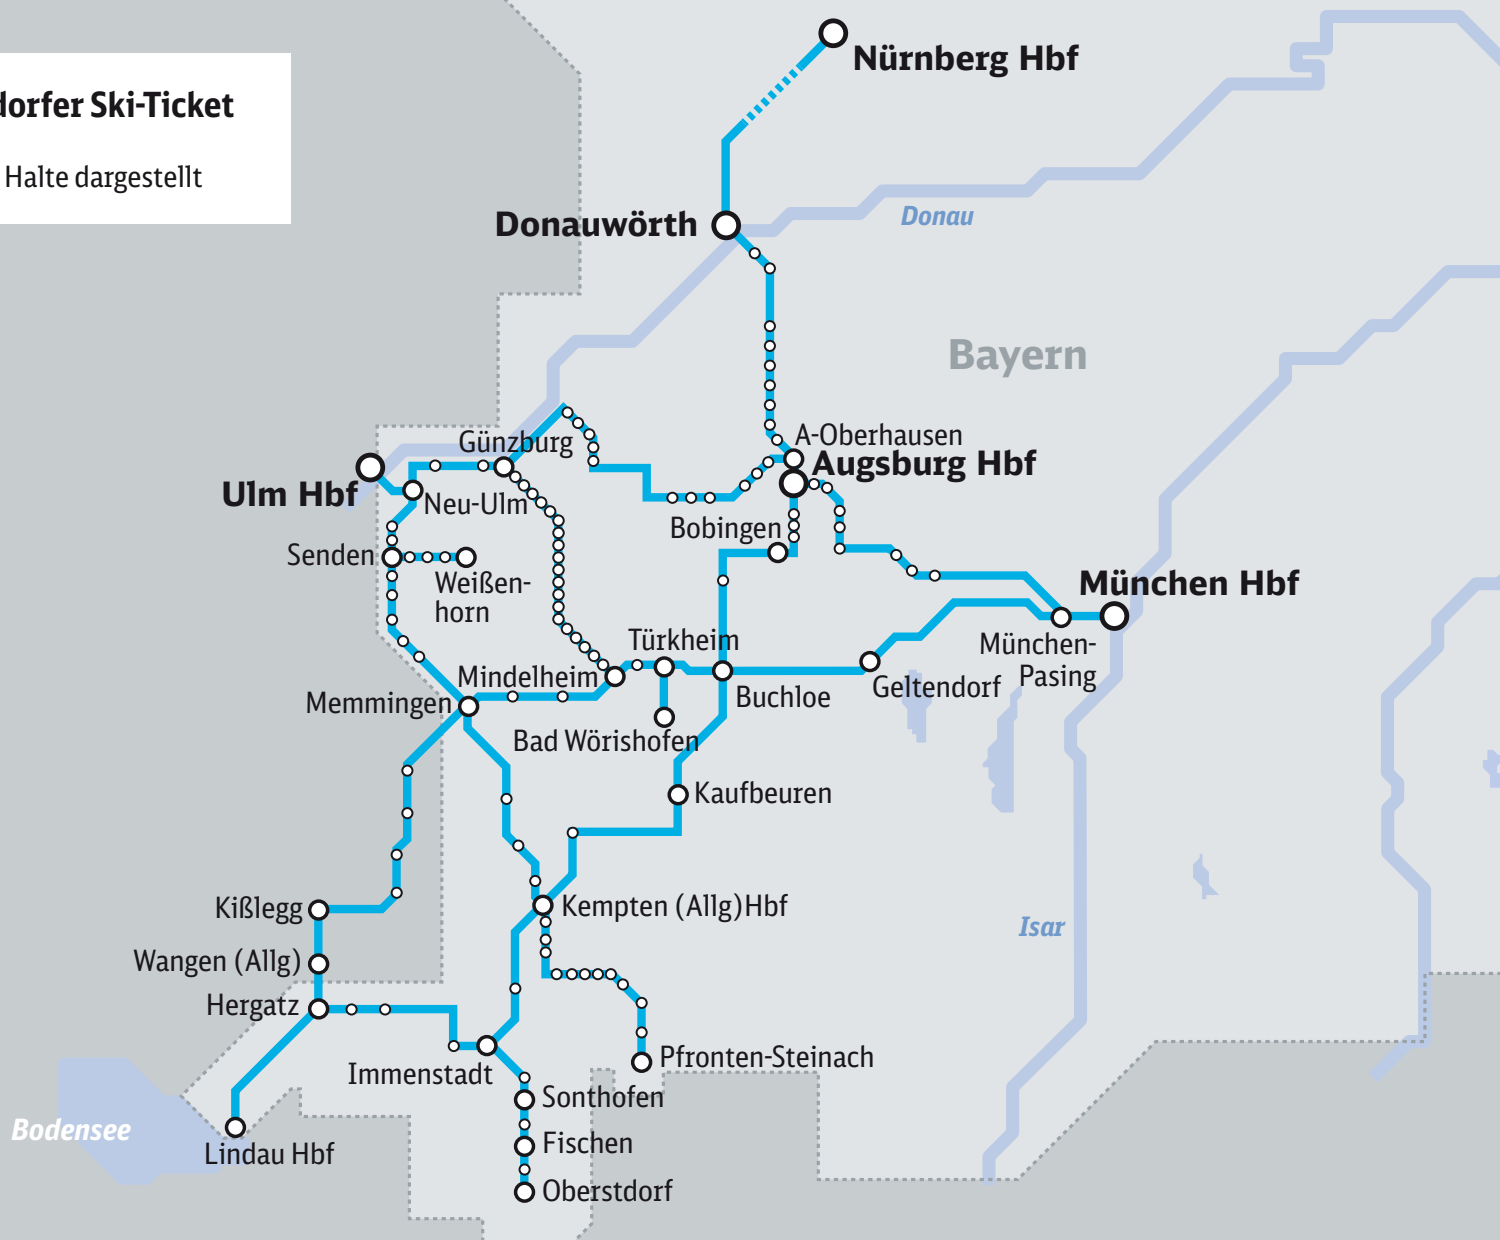 Nürnberg Hbf
dorfer Ski-Ticket
Halte dargestellt
Donauwörth
Donau
Bayern
Günzburg
A-Oberhausen
Augsburg Hbf
Ulm Hbf
Neu-Ulm
Bobingen
Senden
Weißen-
horn
München Hbf
Türkheim
München-
Pasing
Mindelheim
Geltendorf
Memmingen
Buchloe
Bad Wörishofen
Kaufbeuren
Kißlegg
Kempten (Allg)Hbf
Isar
Wangen (Allg)
Hergatz
Pfronten-Steinach
Immenstadt
Sonthofen
Bodensee
Fischen
Lindau Hbf
Oberstdorf